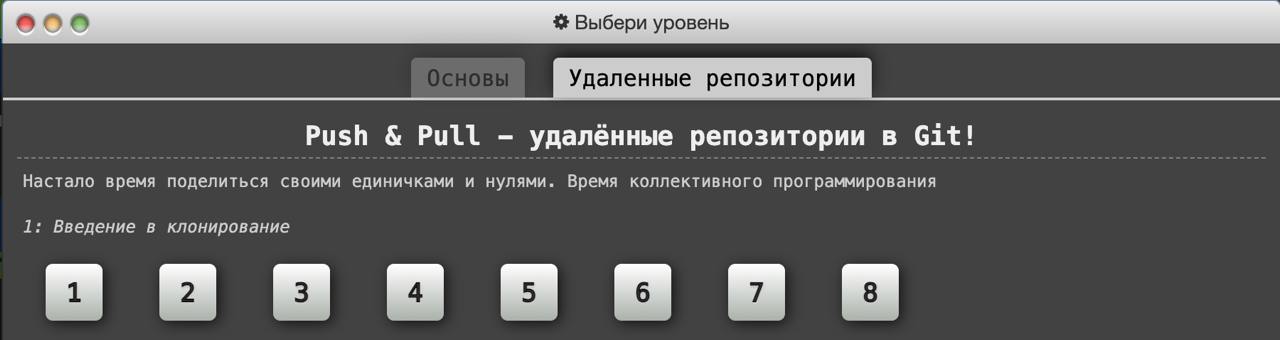 Выбери уровень
Основы Удаленные репозитории
Push & Pull – удалённые репозитории в Git!
Настало время поделиться своими единичками и нулями. Время коллективного программирования
1: Введение в клонирование
1 2 3 4 5 6 7 8